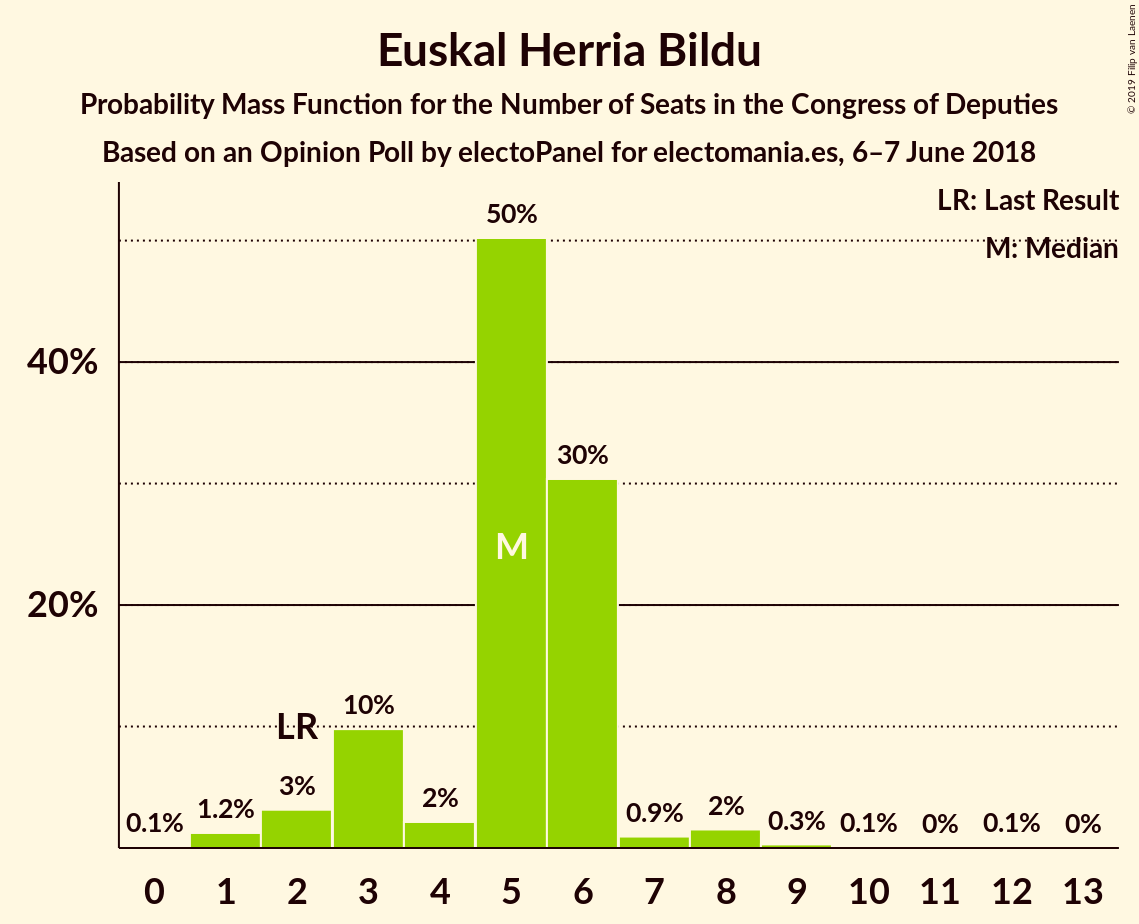 Euskal Herria Bildu
Probability Mass Function for the Number of Seats in the Congress of Deputies
Based on an Opinion Poll by electoPanel for electomania.es, 6–7 June 2018
© 2019 Filip van Laenen
LR: Last Result
M: Median
40%
20%
0.1%
1.2%
3%
LR
10%
2%
50%
M
30%
0.9%
2%
0.3%
0.1%
0%
0.1%
0%
0 1 2 3 4 5 6 7 8 9 10 11 12 13